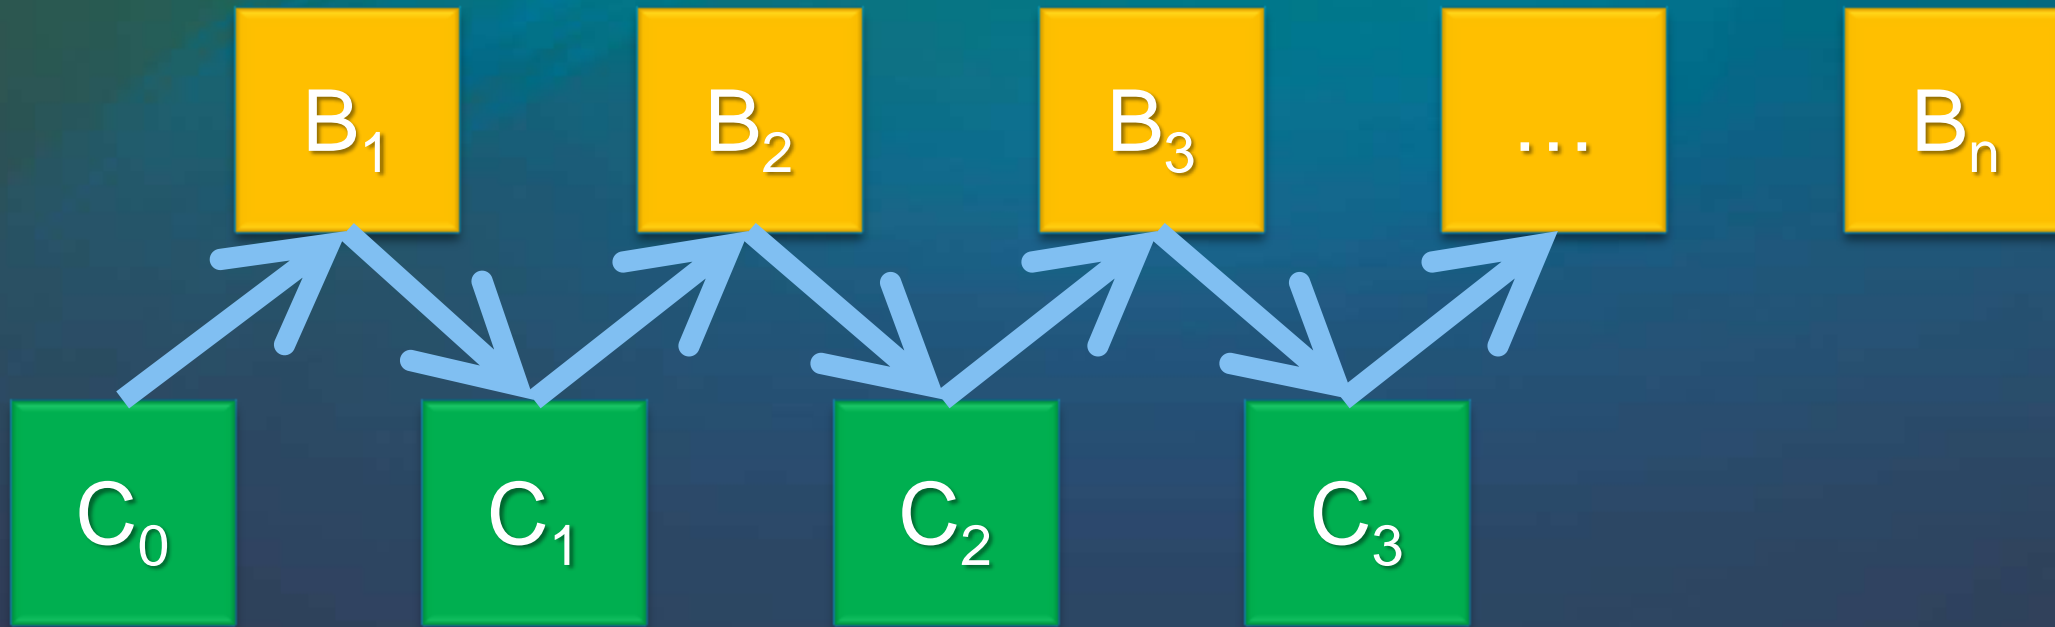 B₁ B₂ B₃ ... Bₙ
C₀ C₁ C₂ C₃